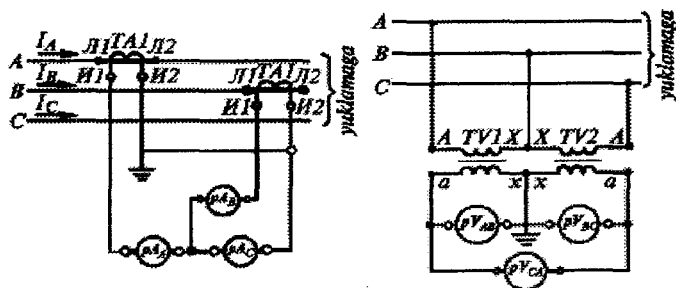 I_A Л1 TA1 Л2
A
I_B И1 И2 Л1 TA1 Л2
B
I_C И1 И2
C
yuklamaga
pA_B
pA_A pA_C
A
B
C
yuklamaga
A TV1 X X TV2 A
a x x a
pV_AB pV_BC
pV_CA